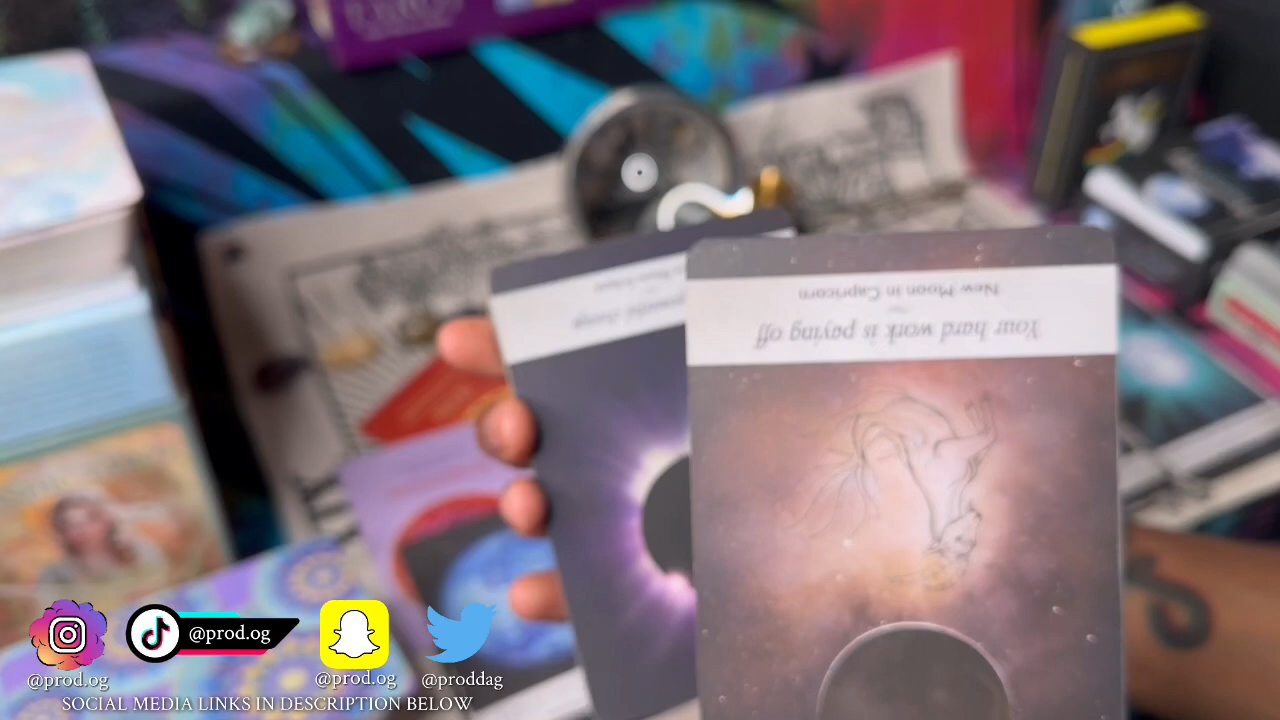 New Moon in Capricorn
Your hard work is paying off
@prod.og
@prod.og
@prod.og
@proddag
SOCIAL MEDIA LINKS IN DESCRIPTION BELOW